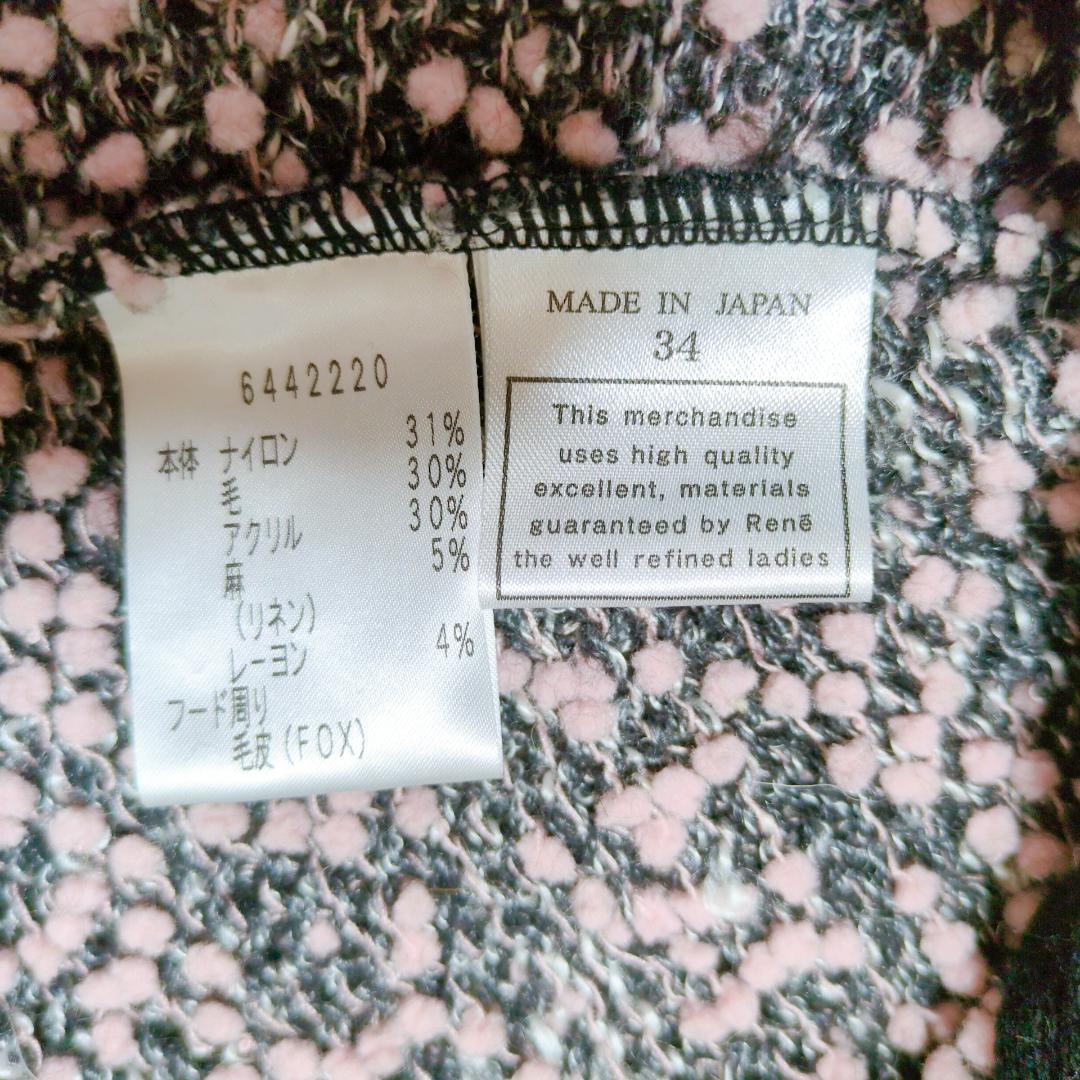 6442220
本体 ナイロン 31%
毛 30%
アクリル 30%
麻 5%
(リネン)
レーヨン 4%
フード周り
毛皮(FOX)
MADE IN JAPAN
34
This merchandise
uses high quality
excellent, materials
guaranteed by Renē
the well refined ladies